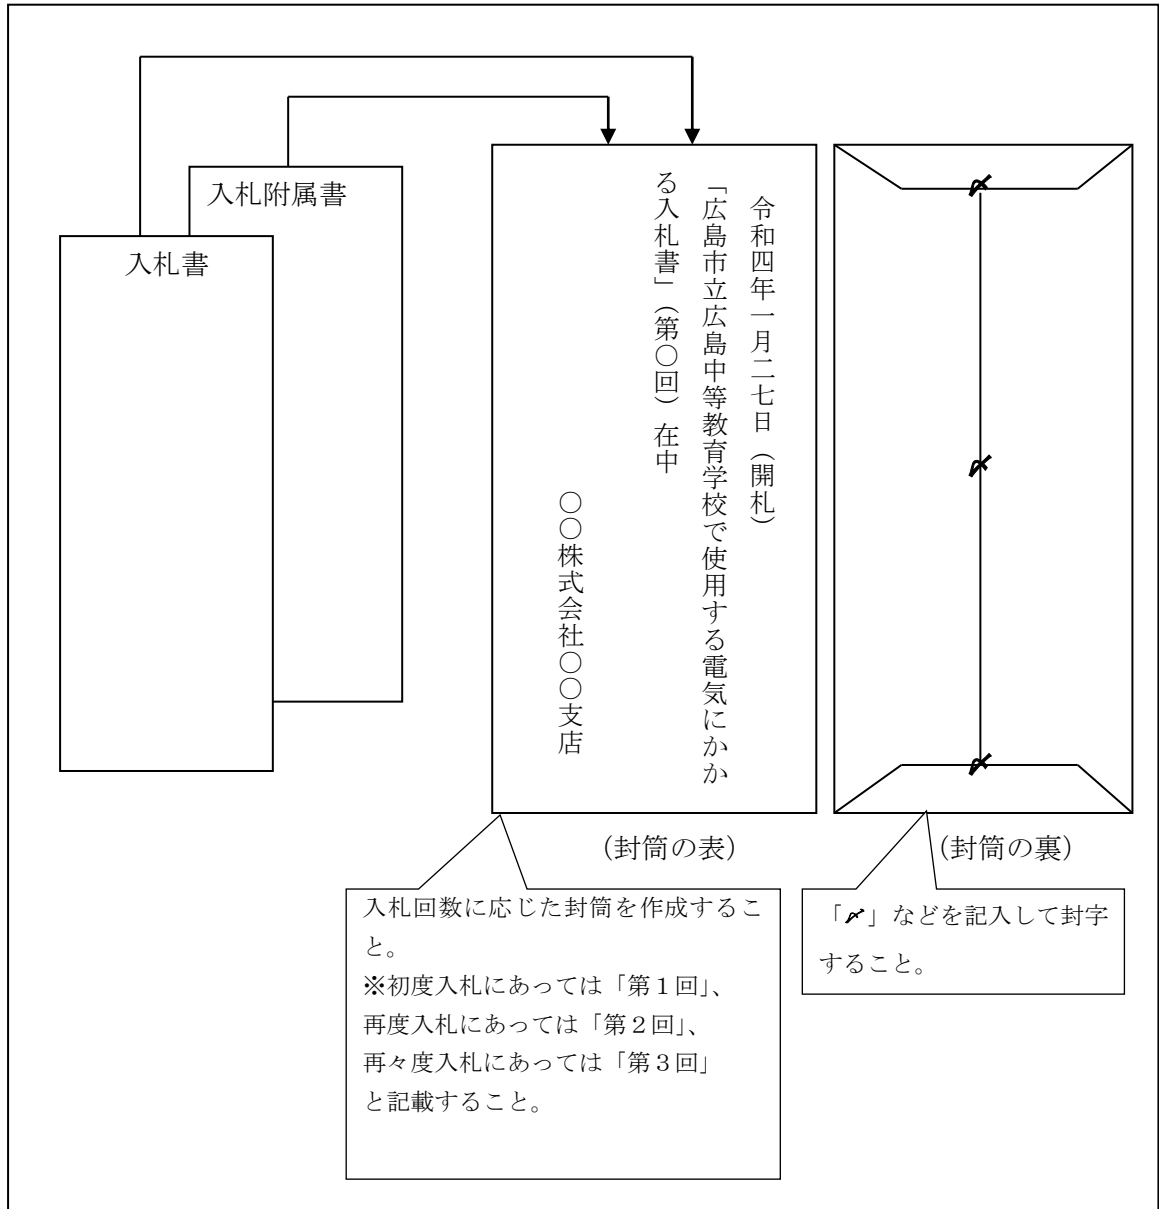 入札附属書
入札書
令和四年一月二七日（開札）
「広島市立広島中等教育学校で使用する電気にかか
る入札書」（第〇回）在中
〇〇株式会社〇〇支店
（封筒の表）
（封筒の裏）
入札回数に応じた封筒を作成するこ
と。
※初度入札にあっては「第１回」、
再度入札にあっては「第２回」、
再々度入札にあっては「第３回」
と記載すること。
「〆」などを記入して封字
すること。
〆
〆
〆